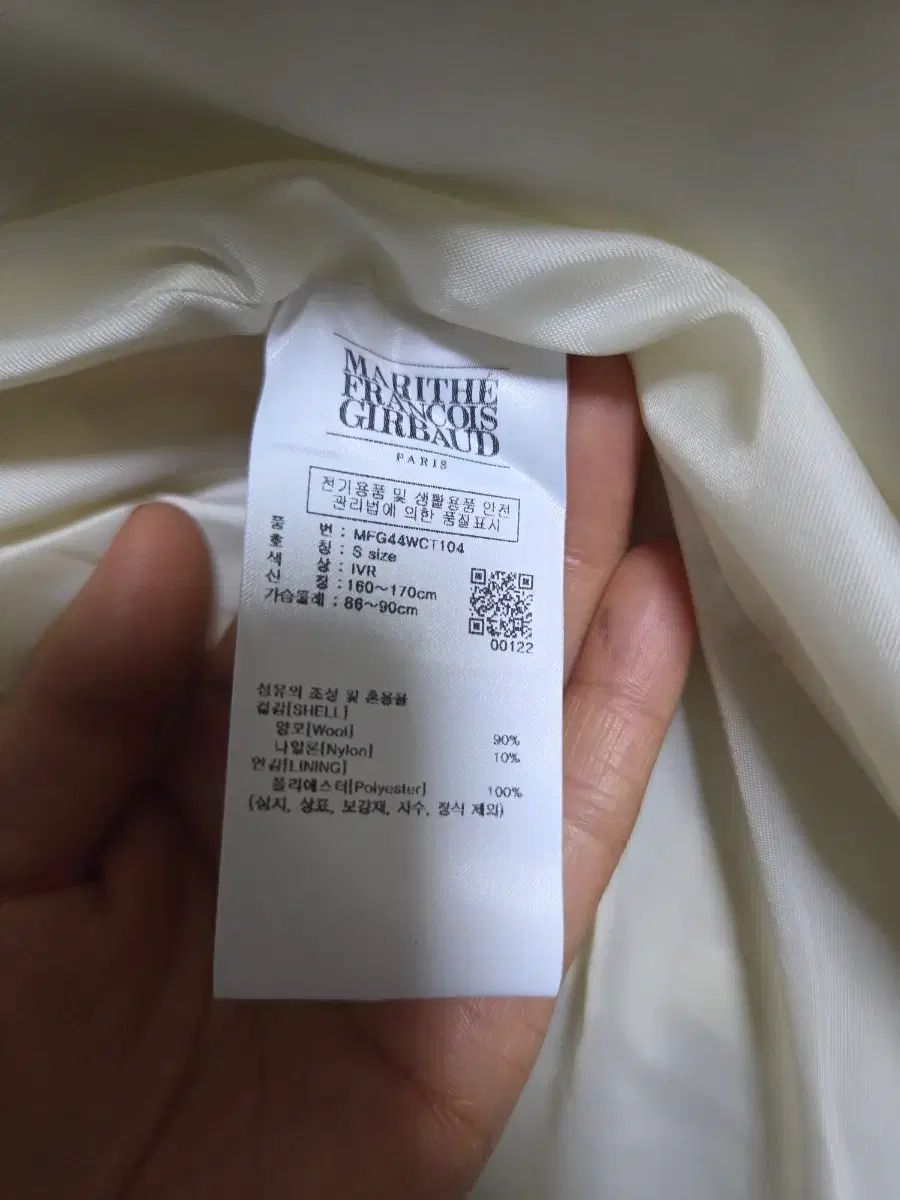 MARITHE
FRANCOIS
GIRBAUD
PARIS
전기용품 및 생활용품 안전
관리법에 의한 품질표시
품 번 : MFG44WCT104
호 칭 : S size
색 상 : IVR
신 장 : 160~170cm
가슴둘레 : 86~90cm
00122
섬유의 조성 및 혼용율
겉감[SHELL]
양모[Wool] 90%
나일론[Nylon] 10%
안감[LINING]
폴리에스터[Polyester] 100%
(심지, 상표, 보강재, 자수, 장식 제외)